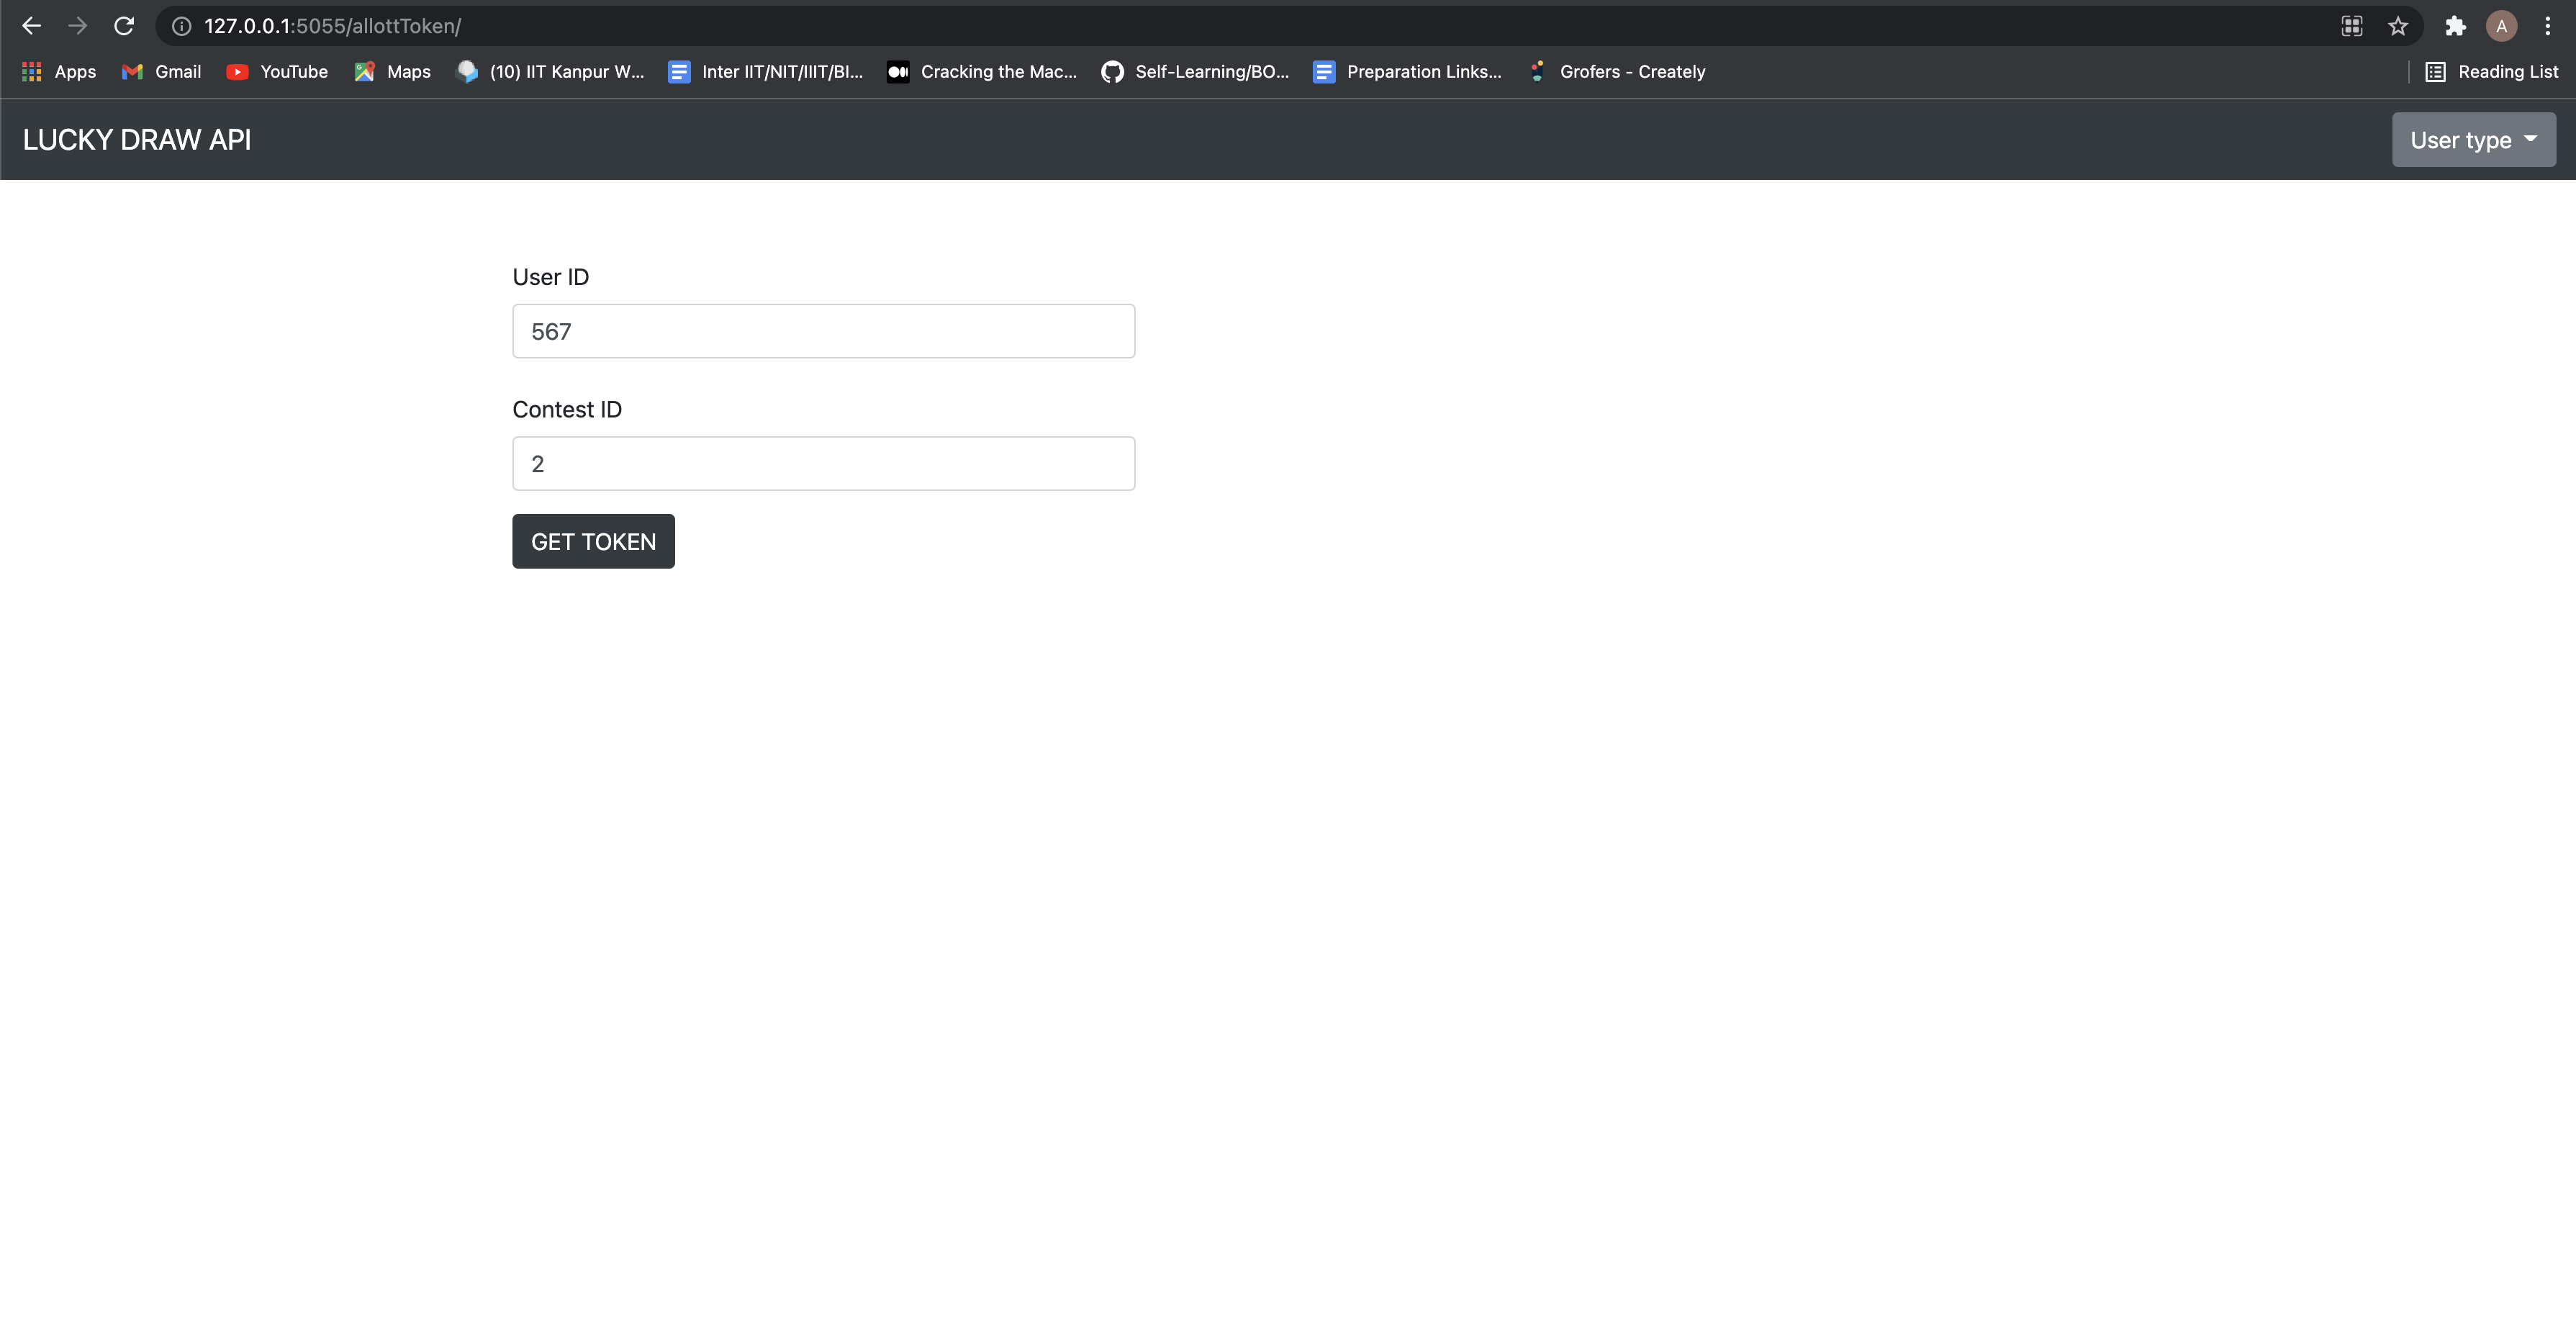 127.0.0.1:5055/allottToken/
A
Apps Gmail YouTube Maps (10) IIT Kanpur W... Inter IIT/NIT/IIIT/BI... Cracking the Mac... Self-Learning/BO... Preparation Links... Grofers - Creately Reading List
LUCKY DRAW API User type
User ID
567
Contest ID
2
GET TOKEN